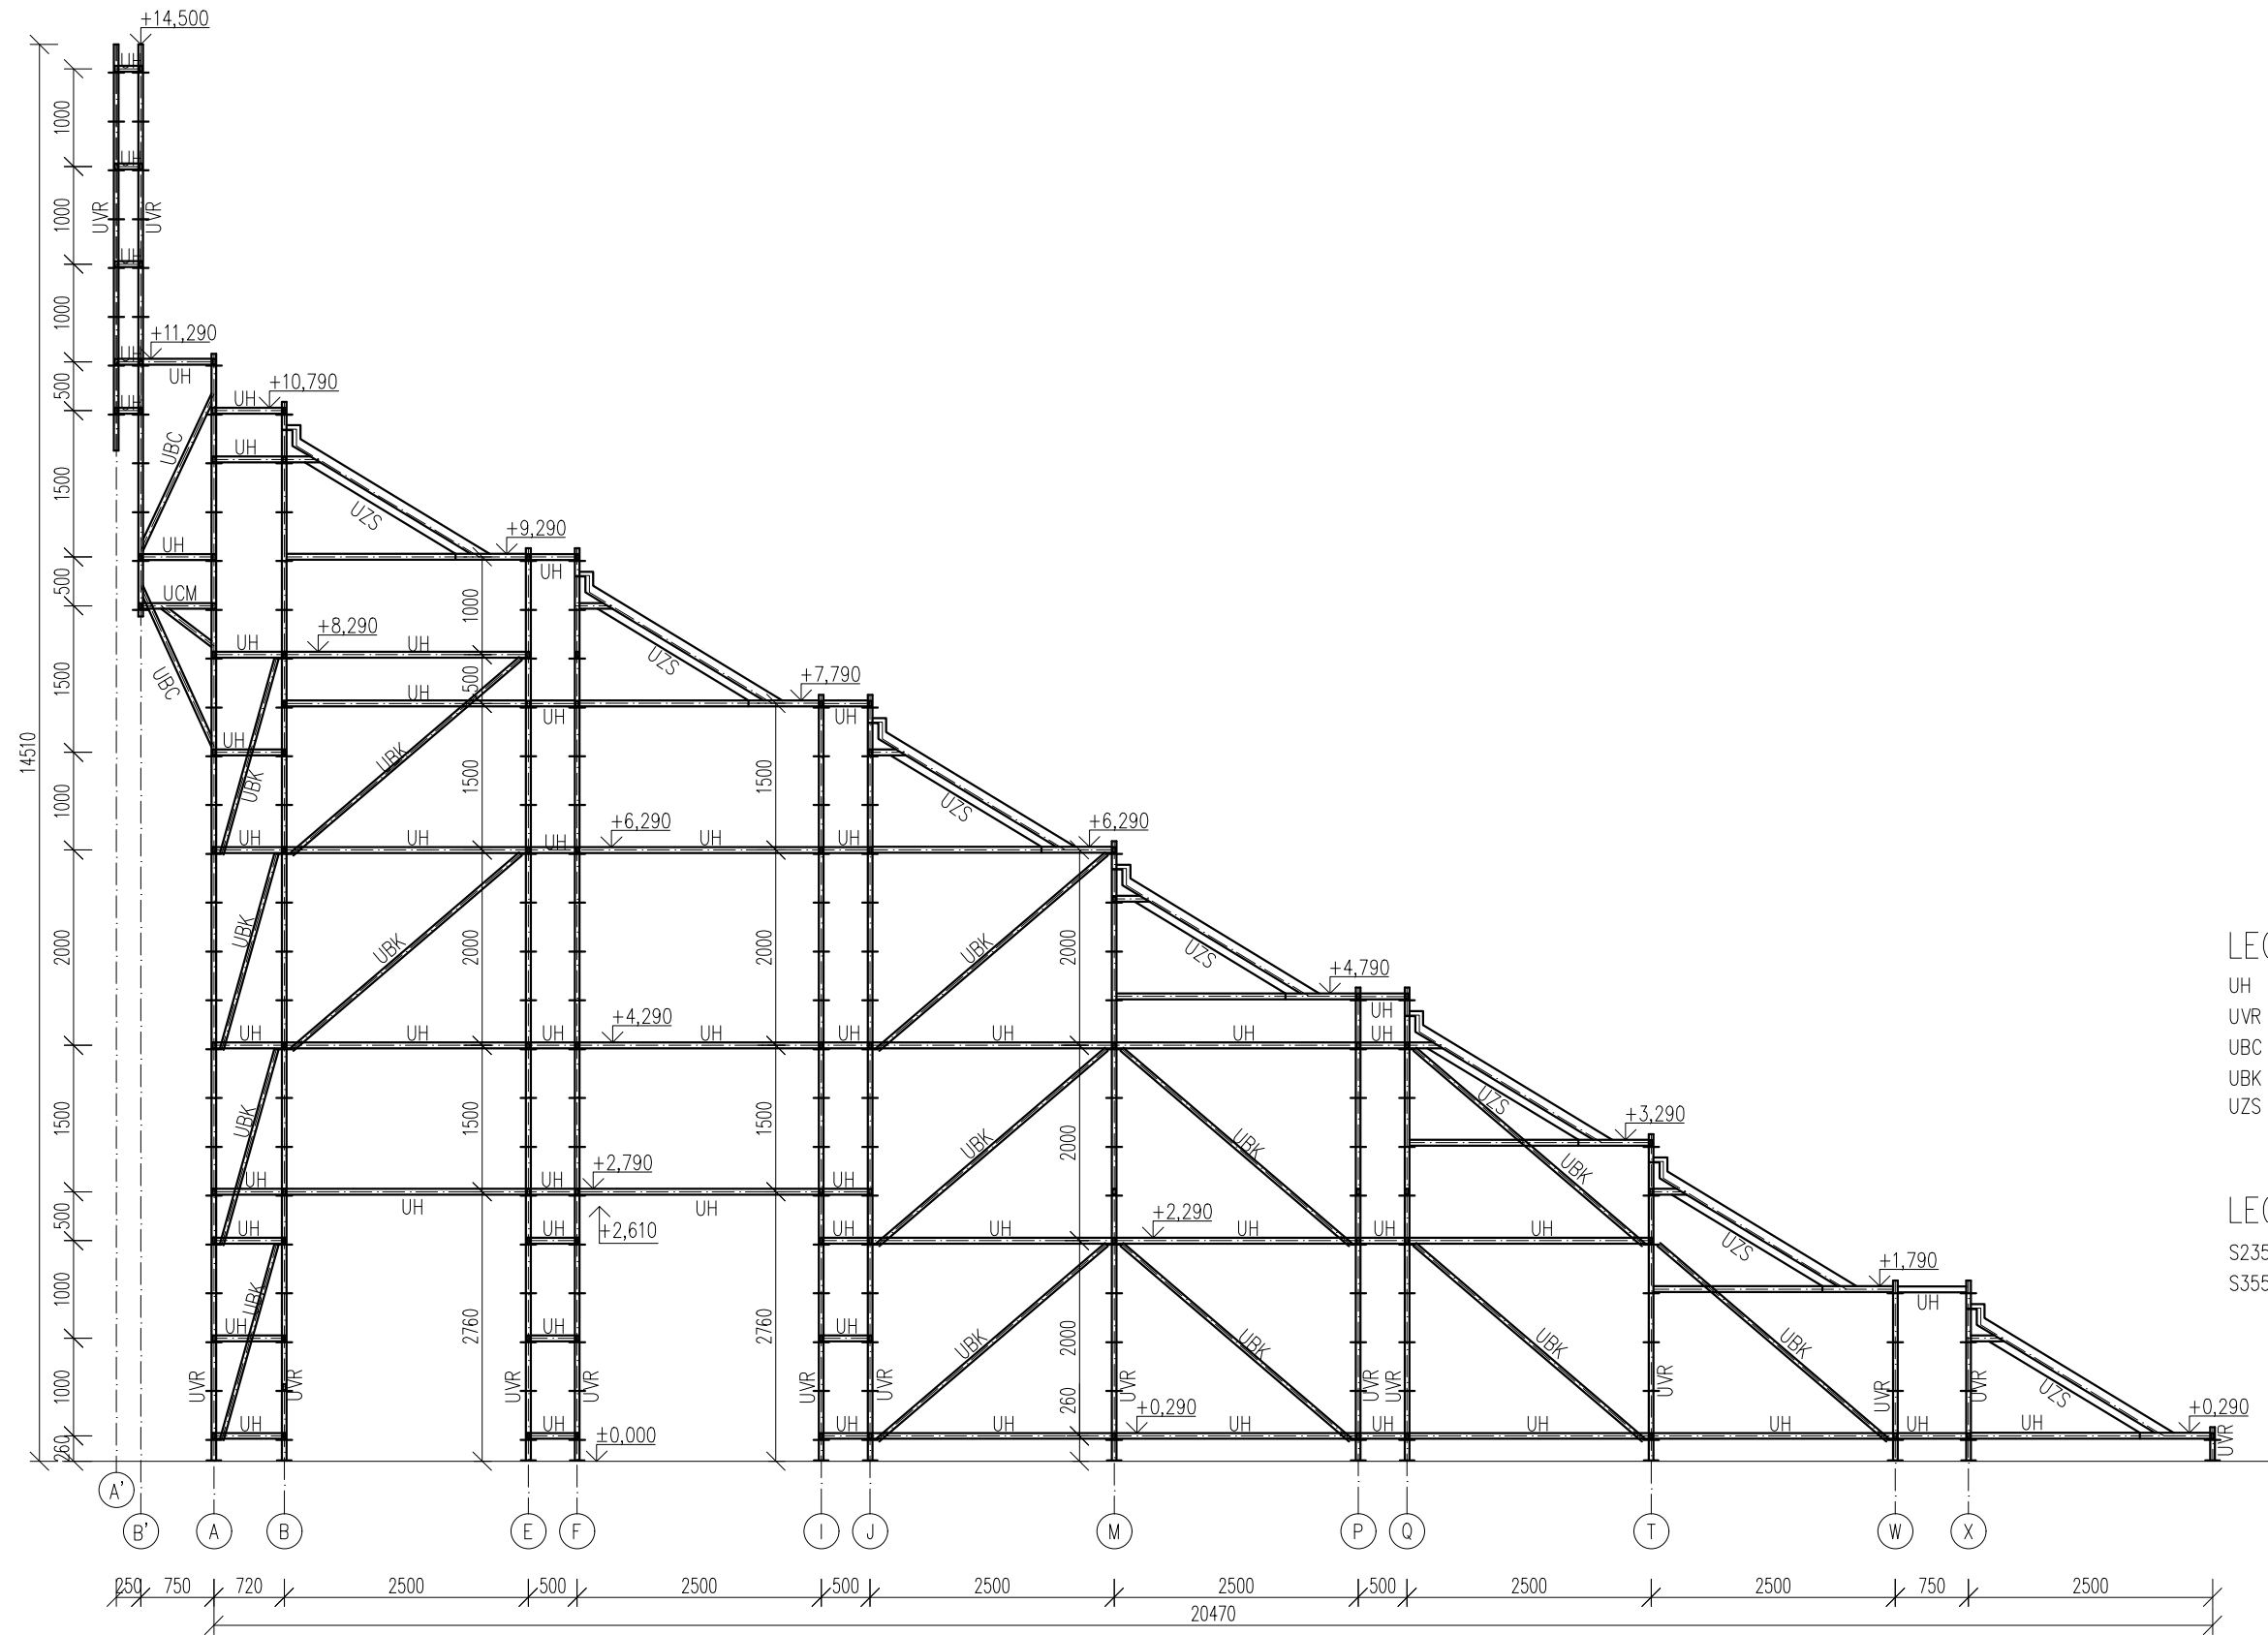 +14,500
UH
1000
UH
1000
UVR
UVR
UH
1000
+11,290
UH
UH
500
+10,790
UH
UH
UBC
UH
1500
UZS
+9,290
UH
UH
500
UCM
1000
+8,290
UH
UH
UZS
1500
500
+7,790
UBC
UH
UH
UH
14510
UH
UBK
UBK
1500
1500
1000
UZS
+6,290
+6,290
UH
UH
UH
UH
UH
2000
UBK
UBK
2000
2000
UBK
2000
UZS
+4,790
UH
+4,290
UH
UH
UH
UH
UH
UH
UH
UH
1500
UBK
1500
1500
UBK
2000
UBK
UZS
+3,290
UBK
+2,790
UH
UH
UH
UH
UH
500
UH
UH
+2,610
UH
UH
+2,290
UH
UH
UH
UZS
+1,790
UH
1000
UBK
2760
2760
UH
UH
UH
UBK
2000
UBK
UBK
UBK
1000
UVR
UVR
UVR
UVR
UVR
UVR
260
UVR
UVR
UVR
UVR
UVR
UVR
UZS
+0,290
+0,290
260
UH
UH
±0,000
UH
UH
UH
UH
UH
UH
UH
UH
UVR
LE
UH
UVR
UBC
UBK
UZS
LE
S235
S355
A'
B'
A
B
E
F
I
J
M
P
Q
T
W
X
250
750
720
2500
500
2500
500
2500
2500
500
2500
2500
750
2500
20470